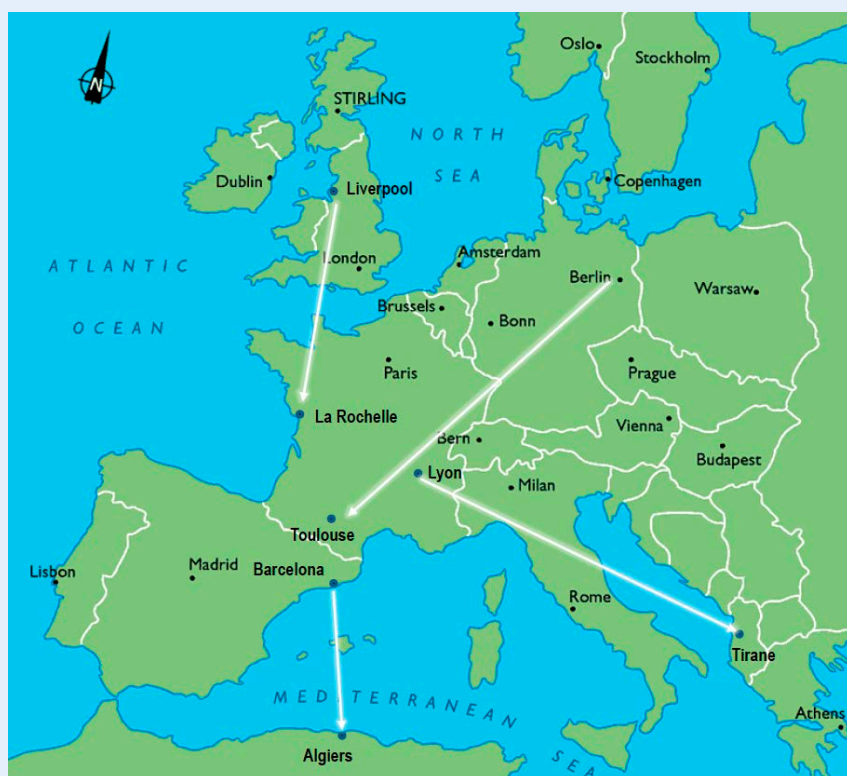 N
Oslo
Stockholm
STIRLING
NORTH
SEA
Dublin
Liverpool
Copenhagen
ATLANTIC
OCEAN
London
Amsterdam
Berlin
Warsaw
Brussels
Bonn
Paris
Prague
La Rochelle
Bern
Vienna
Budapest
Lyon
Milan
Toulouse
Lisbon
Madrid
Barcelona
Rome
Tirane
MEDITERRANEAN
SEA
Algiers
Athens